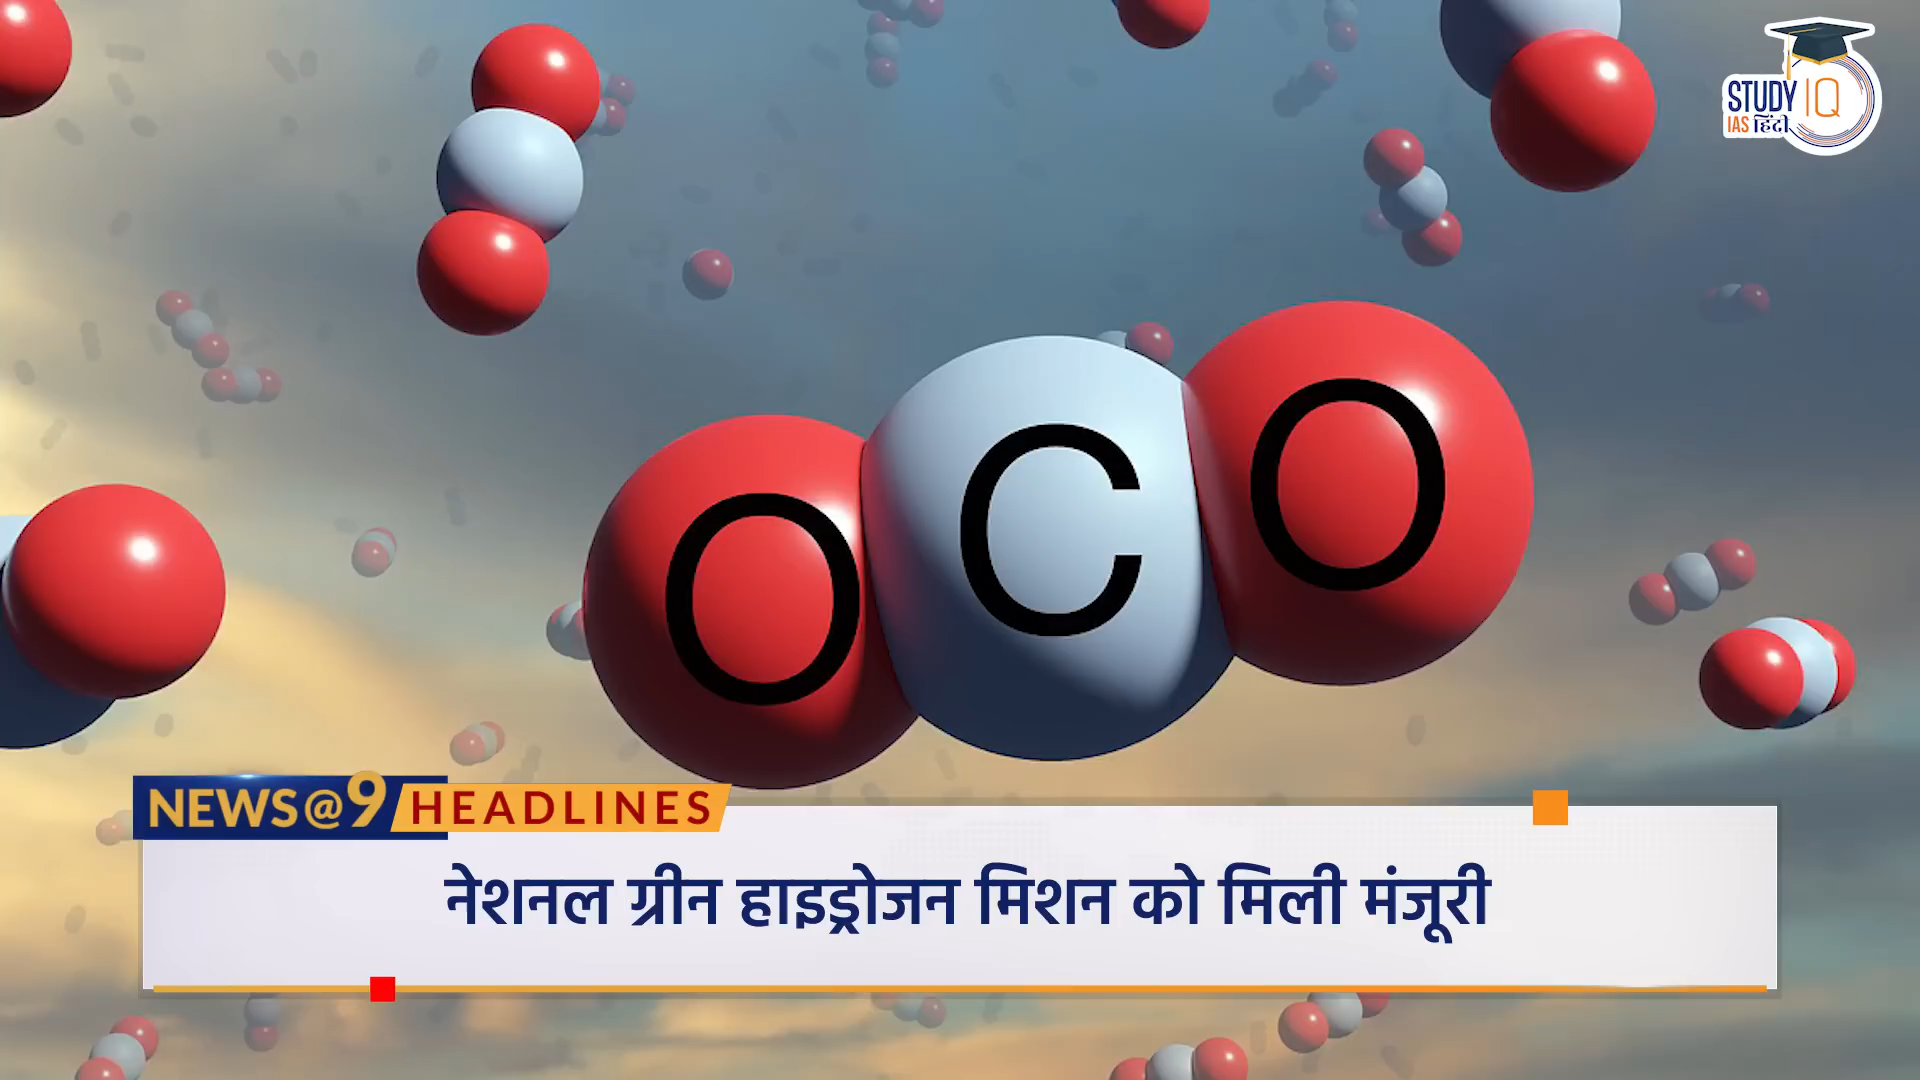 STUDY IQ
IAS हिंदी
O C O
NEWS@9 HEADLINES
नेशनल ग्रीन हाइड्रोजन मिशन को मिली मंजूरी